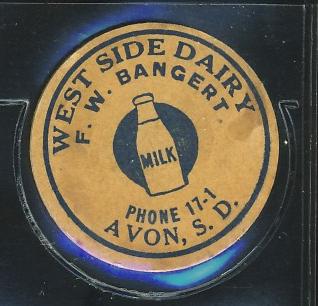 WEST SIDE DAIRY
F. W. BANGERT
MILK
PHONE 17-1
AVON, S. D.